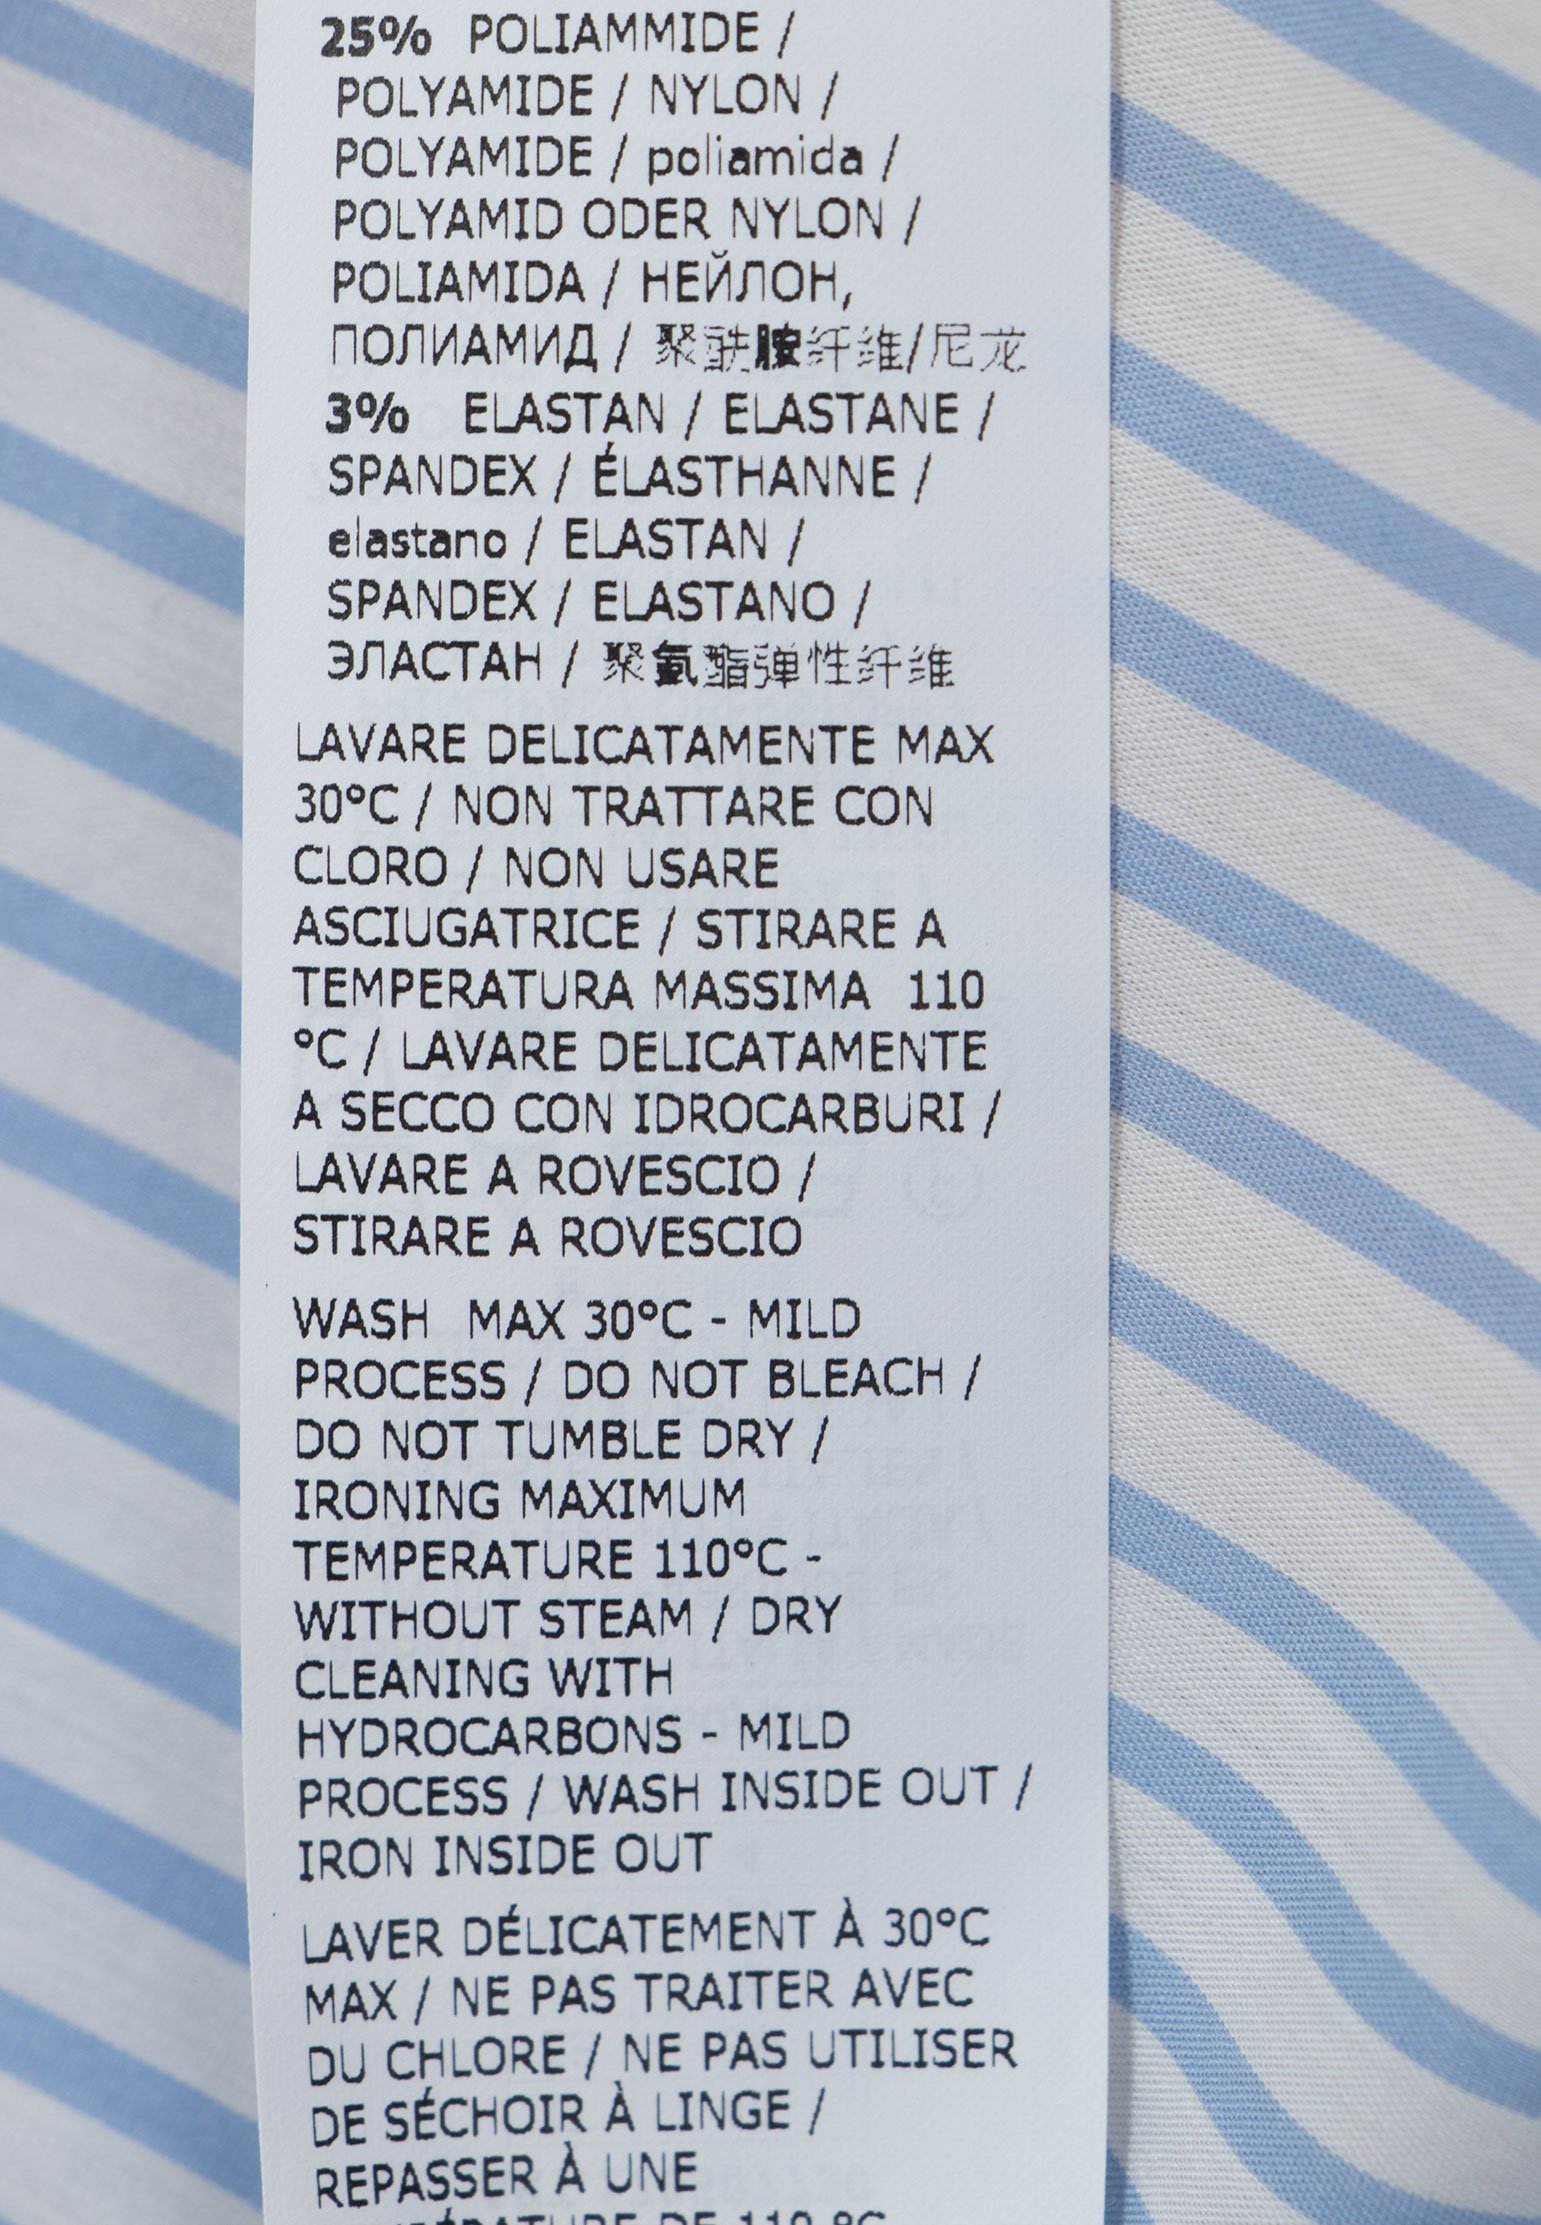 25% POLIAMMIDE /
POLYAMIDE / NYLON /
POLYAMIDE / poliamida /
POLYAMID ODER NYLON /
POLIAMIDA / НЕЙЛОН,
ПОЛИАМИД / 聚酰胺纤维/尼龙
3% ELASTAN / ELASTANE /
SPANDEX / ÉLASTHANNE /
elastano / ELASTAN /
SPANDEX / ELASTANO /
ЭЛАСТАН / 聚氨酯弹性纤维
LAVARE DELICATAMENTE MAX
30°C / NON TRATTARE CON
CLORO / NON USARE
ASCIUGATRICE / STIRARE A
TEMPERATURA MASSIMA 110
°C / LAVARE DELICATAMENTE
A SECCO CON IDROCARBURI /
LAVARE A ROVESCIO /
STIRARE A ROVESCIO
WASH MAX 30°C - MILD
PROCESS / DO NOT BLEACH /
DO NOT TUMBLE DRY /
IRONING MAXIMUM
TEMPERATURE 110°C -
WITHOUT STEAM / DRY
CLEANING WITH
HYDROCARBONS - MILD
PROCESS / WASH INSIDE OUT /
IRON INSIDE OUT
LAVER DÉLICATEMENT À 30°C
MAX / NE PAS TRAITER AVEC
DU CHLORE / NE PAS UTILISER
DE SÉCHOIR À LINGE /
REPASSER À UNE
DE 110 °C